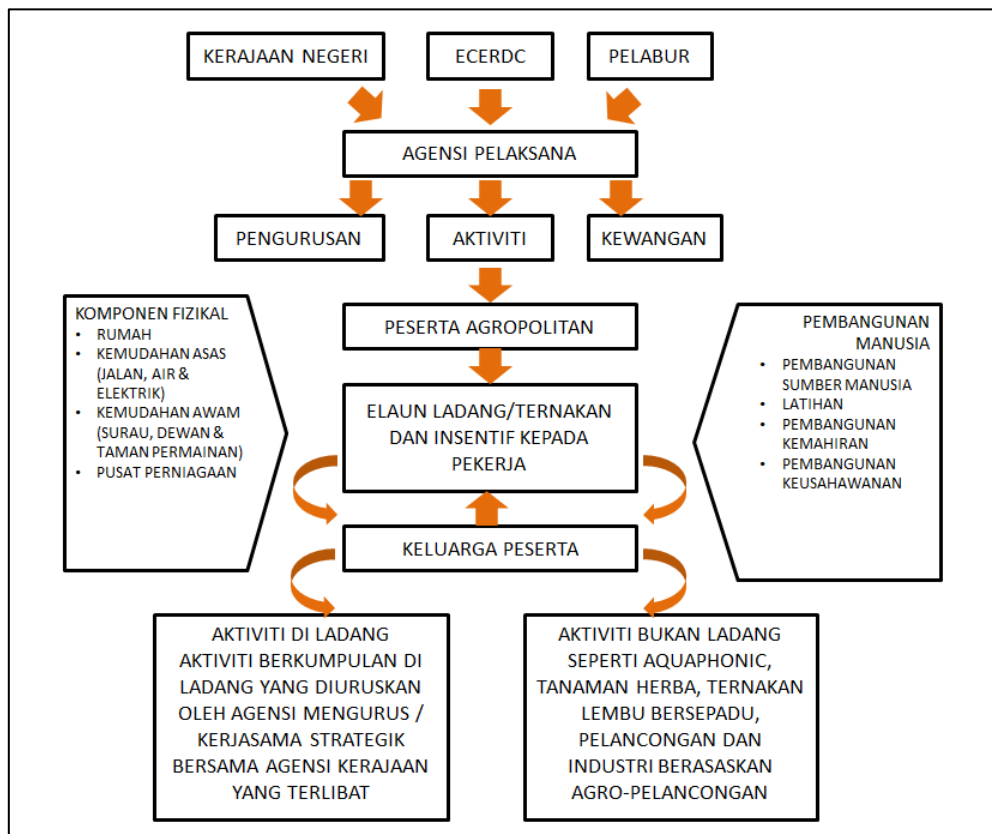 KERAJAAN NEGERI
ECERDC
PELABUR
AGENSI PELAKSANA
PENGURUSAN
AKTIVITI
KEWANGAN
PESERTA AGROPOLITAN
KOMPONEN FIZIKAL
• RUMAH
• KEMUDAHAN ASAS
(JALAN, AIR &
ELEKTRIK)
• KEMUDAHAN AWAM
(SURAU, DEWAN &
TAMAN PERMAINAN)
• PUSAT PERNIAGAAN
ELAUN LADANG/TERNAKAN
DAN INSENTIF KEPADA
PEKERJA
PEMBANGUNAN
MANUSIA
• PEMBANGUNAN
SUMBER MANUSIA
• LATIHAN
• PEMBANGUNAN
KEMAHIRAN
• PEMBANGUNAN
KEUSAHAWANAN
KELUARGA PESERTA
AKTIVITI DI LADANG
AKTIVITI BERKUMPULAN DI
LADANG YANG DIURUSKAN
OLEH AGENSI MENGURUS /
KERJASAMA STRATEGIK
BERSAMA AGENSI KERAJAAN
YANG TERLIBAT
AKTIVITI BUKAN LADANG
SEPERTI AQUAPHONIC,
TANAMAN HERBA, TERNAKAN
LEMBU BERSEPADU,
PELANCONGAN DAN
INDUSTRI BERASASKAN
AGRO-PELANCONGAN